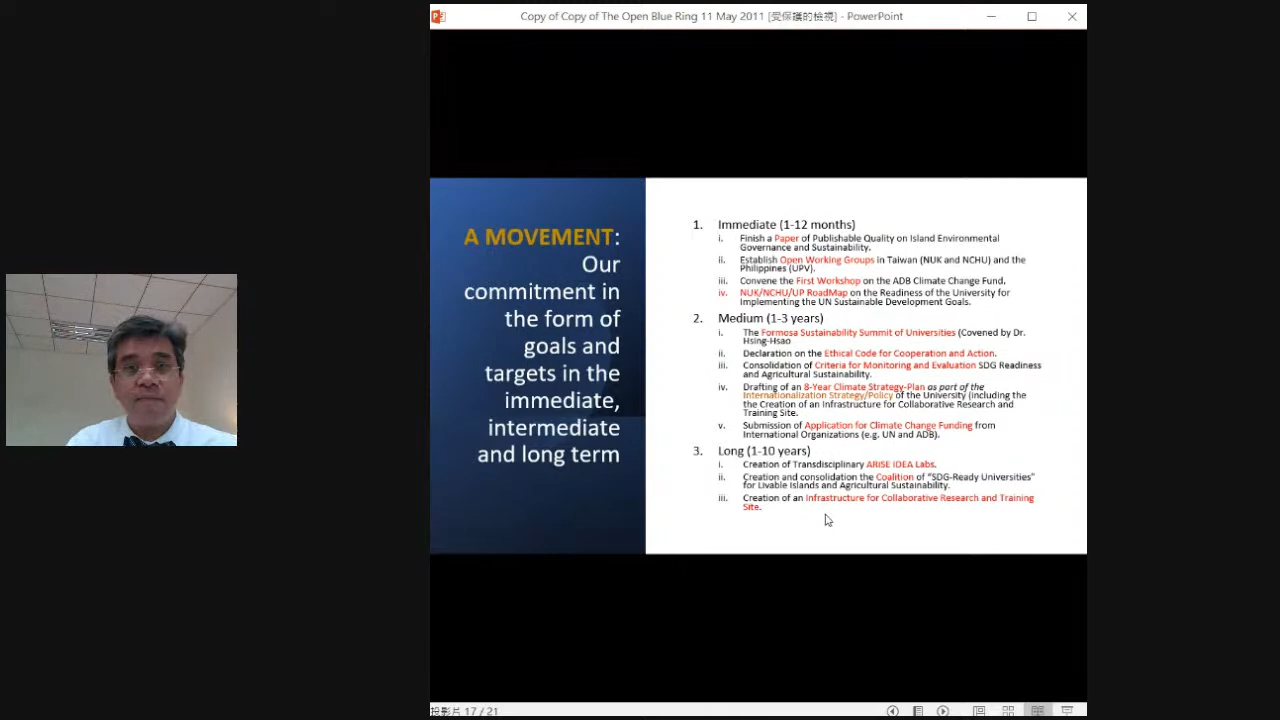 Copy of Copy of The Open Blue Ring 11 May 2011 [受保護的檢視] - PowerPoint
A MOVEMENT:
Our
commitment in
the form of
goals and
targets in the
immediate,
intermediate
and long term
1. Immediate (1-12 months)
i. Finish a Paper of Publishable Quality on Island Environmental
Governance and Sustainability.
ii. Establish Open Working Groups in Taiwan (NUK and NCHU) and the
Philippines (UPV).
iii. Convene the First Workshop on the ADB Climate Change Fund.
iv. NUK/NCHU/UP RoadMap on the Readiness of the University for
Implementing the UN Sustainable Development Goals.
2. Medium (1-3 years)
i. The Formosa Sustainability Summit of Universities (Covened by Dr.
Hsing-Hsao
ii. Declaration on the Ethical Code for Cooperation and Action.
iii. Consolidation of Criteria for Monitoring and Evaluation SDG Readiness
and Agricultural Sustainability.
iv. Drafting of an 8-Year Climate Strategy-Plan as part of the
Internationalization Strategy/Policy of the University (including the
the Creation of an Infrastructure for Collaborative Research and
Training Site.
v. Submission of Application for Climate Change Funding from
International Organizations (e.g. UN and ADB).
3. Long (1-10 years)
i. Creation of Transdisciplinary ARISE IDEA Labs.
ii. Creation and consolidation the Coalition of “SDG-Ready Universities”
for Livable Islands and Agricultural Sustainability.
iii. Creation of an Infrastructure for Collaborative Research and Training
Site.
投影片 17 / 21